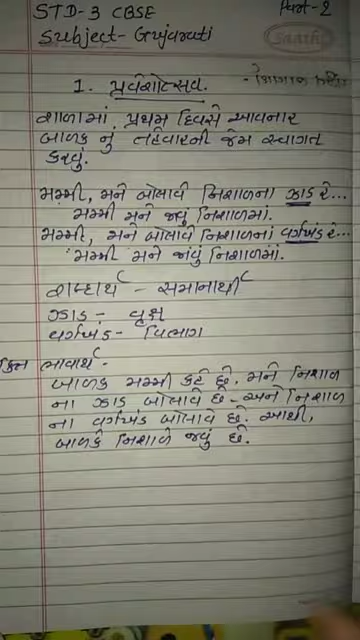 STD-3 CBSE Part-2
Subject- Gujarati
1. પ્રવેશોત્સવ.
શાળામાં પ્રથમ દિવસે આવનાર
બાળક નું તહેવારની જેમ સ્વાગત
કરવું.
મમ્મી, મને બોલાવે નિશાળના ઝાડ રે...
મમ્મી મને જવું નિશાળમાં.
મમ્મી, મને બોલાવે નિશાળનાં વર્ગખંડ રે...
મમ્મી મને જાવું નિશાળમાં.
શબ્દાર્થ - સમાનાર્થી
ઝાડ - વૃક્ષ
વર્ગખંડ - વિભાગ
ભાવાર્થ -
બાળક મમ્મી કહે છે. મને નિશાળ
ના ઝાડ બોલાવે છે - અને નિશાળ
ના વર્ગખંડ બોલાવે છે. આથી,
બાળકે નિશાળે જવું છે.